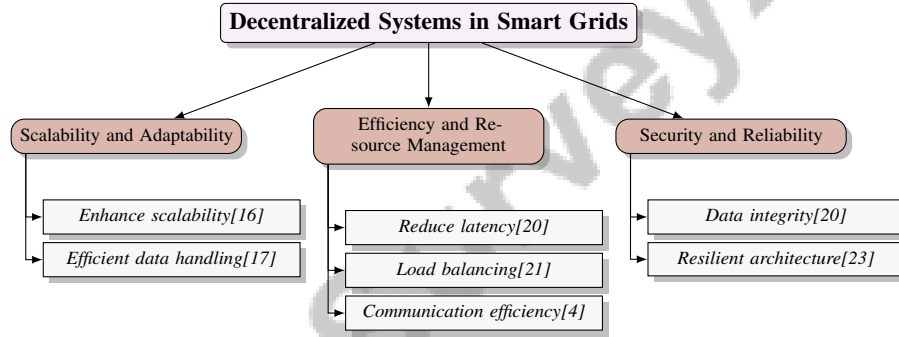 Decentralized Systems in Smart Grids
Scalability and Adaptability
Enhance scalability[16]
Efficient data handling[17]
Efficiency and Re-
source Management
Reduce latency[20]
Load balancing[21]
Communication efficiency[4]
Security and Reliability
Data integrity[20]
Resilient architecture[23]